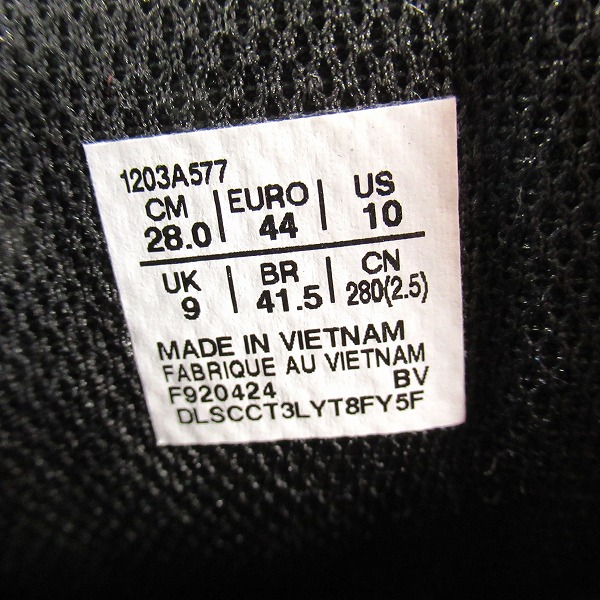 1203A577
CM | EURO | US
28.0 | 44 | 10
UK | BR | CN
9 | 41.5 | 280(2.5)
MADE IN VIETNAM
FABRIQUE AU VIETNAM
F920424 BV
DLSCCT3LYT8FY5F